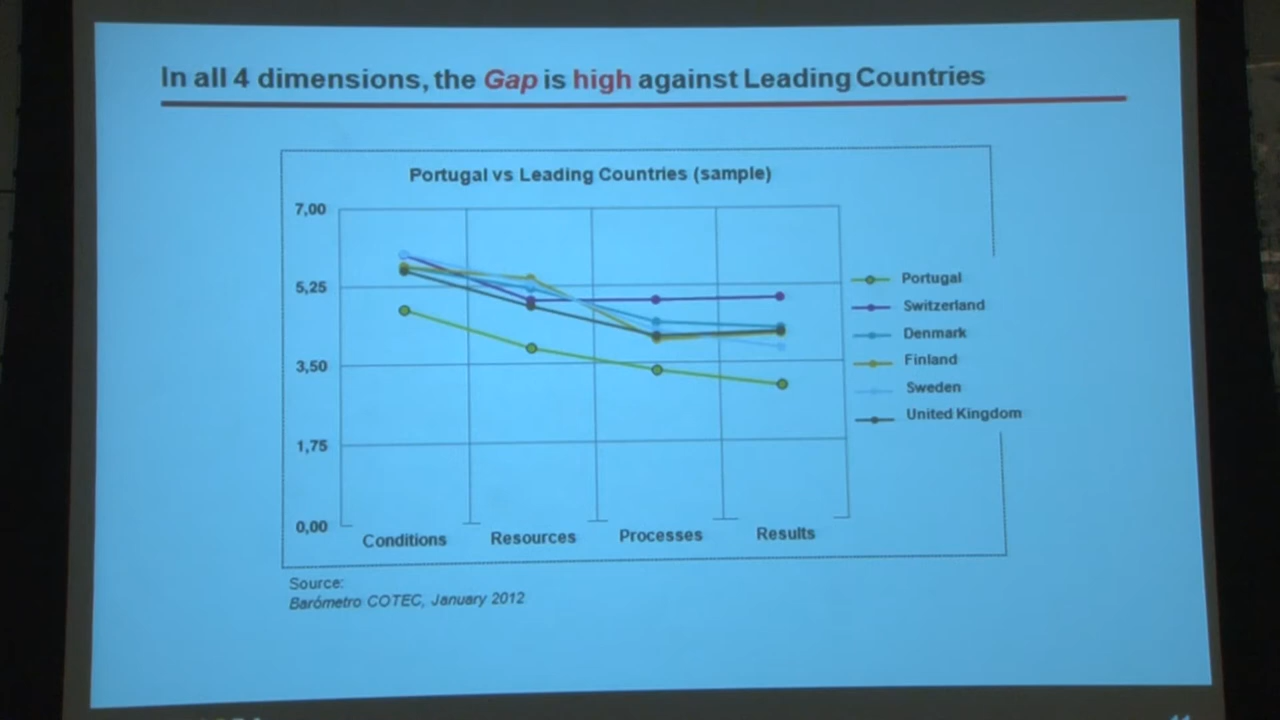 In all 4 dimensions, the Gap is high against Leading Countries
Portugal vs Leading Countries (sample)
7,00
5,25
3,50
1,75
0,00
Conditions
Resources
Processes
Results
Portugal
Switzerland
Denmark
Finland
Sweden
United Kingdom
Source:
Barómetro COTEC, January 2012